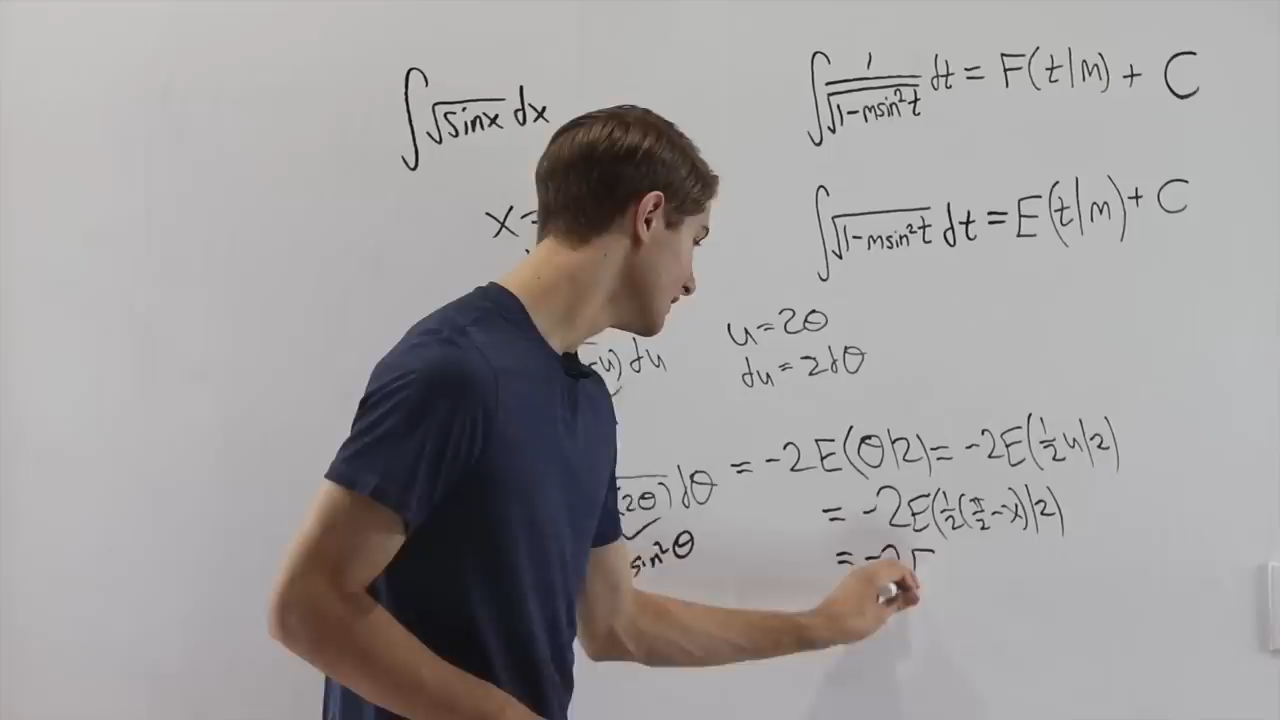 ∫√sinx dx
x=
-u) du
(2θ) dθ
sin²θ
∫ 1/√(1-msin²t) dt = F(t|m) + C
∫√(1-msin²t) dt = E(t|m) + C
u=2θ
du=2dθ
= -2E(θ|2) = -2E(½u|2)
= -2E(½(π/2-x)|2)
= -2